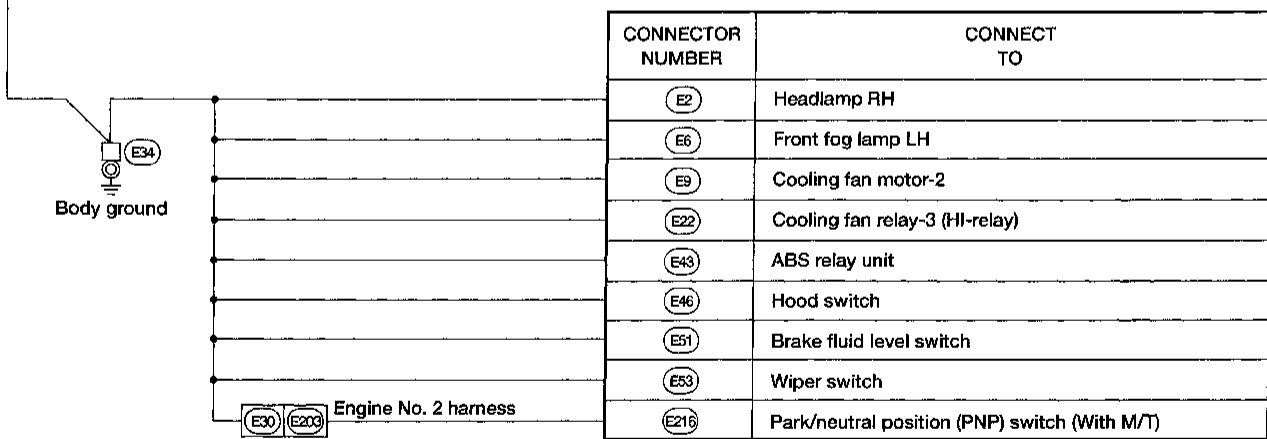 CONNECTOR NUMBER
CONNECT TO
E2 Headlamp RH
E34
E6 Front fog lamp LH
E9 Cooling fan motor-2
Body ground
E22 Cooling fan relay-3 (HI-relay)
E43 ABS relay unit
E46 Hood switch
E51 Brake fluid level switch
E53 Wiper switch
E30 E203 Engine No. 2 harness
E216 Park/neutral position (PNP) switch (With M/T)